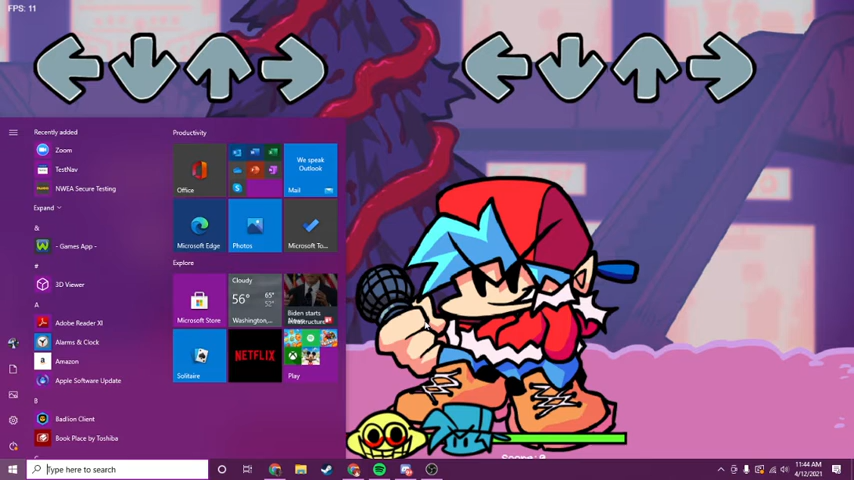 FPS: 11
Recently added
Zoom
TestNav
NWEA Secure Testing
Expand
&
- Games App -
#
3D Viewer
A
Adobe Reader XI
Alarms & Clock
Amazon
Apple Software Update
B
Badlion Client
Book Place by Toshiba
Productivity
Office
We speak
Outlook
Mail
Microsoft Edge
Photos
Microsoft To...
Explore
Microsoft Store
Cloudy
56°
65°
Washington,...
Biden starts
infrastructure
Solitaire
NETFLIX
Play
Type here to search
11:44 AM
4/12/2021